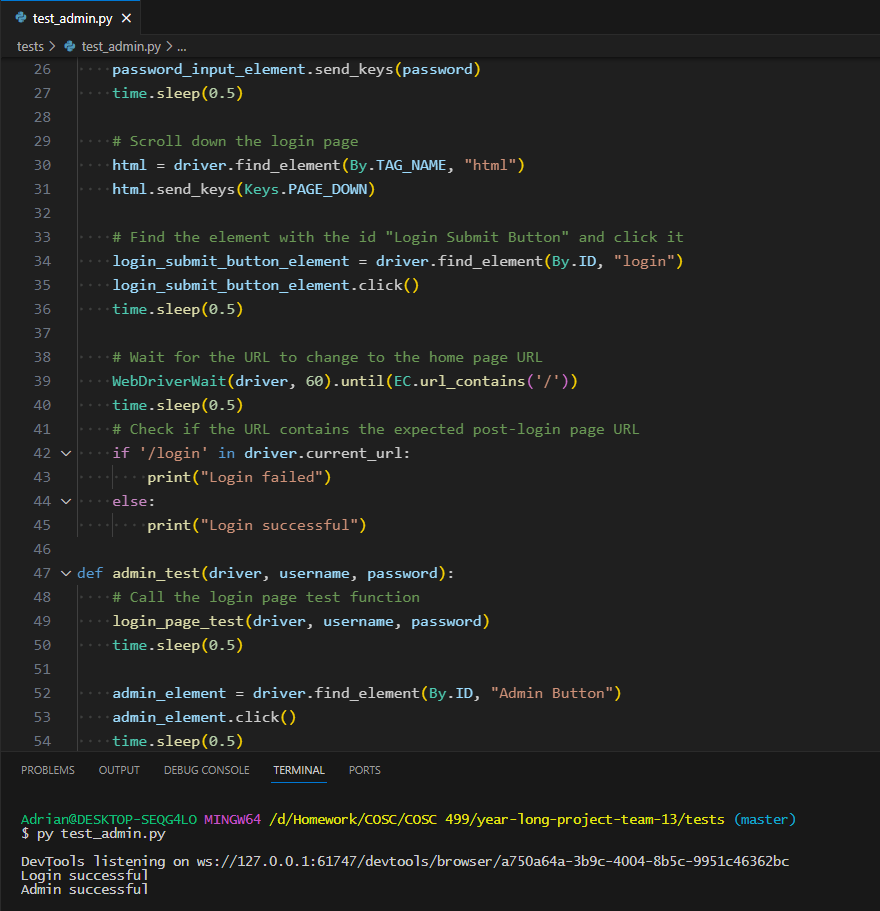 test_admin.py ×
tests > test_admin.py > ...
26 password_input_element.send_keys(password)
27 time.sleep(0.5)
28
29 # Scroll down the login page
30 html = driver.find_element(By.TAG_NAME, "html")
31 html.send_keys(Keys.PAGE_DOWN)
32
33 # Find the element with the id "Login Submit Button" and click it
34 login_submit_button_element = driver.find_element(By.ID, "login")
35 login_submit_button_element.click()
36 time.sleep(0.5)
37
38 # Wait for the URL to change to the home page URL
39 WebDriverWait(driver, 60).until(EC.url_contains('/'))
40 time.sleep(0.5)
41 # Check if the URL contains the expected post-login page URL
42 if '/login' in driver.current_url:
43 print("Login failed")
44 else:
45 print("Login successful")
46
47 def admin_test(driver, username, password):
48 # Call the login page test function
49 login_page_test(driver, username, password)
50 time.sleep(0.5)
51
52 admin_element = driver.find_element(By.ID, "Admin Button")
53 admin_element.click()
54 time.sleep(0.5)
PROBLEMS OUTPUT DEBUG CONSOLE TERMINAL PORTS
Adrian@DESKTOP-SEQG4LO MINGW64 /d/Homework/COSC/COSC 499/year-long-project-team-13/tests (master)
$ py test_admin.py
DevTools listening on ws://127.0.0.1:61747/devtools/browser/a750a64a-3b9c-4004-8b5c-9951c46362bc
Login successful
Admin successful